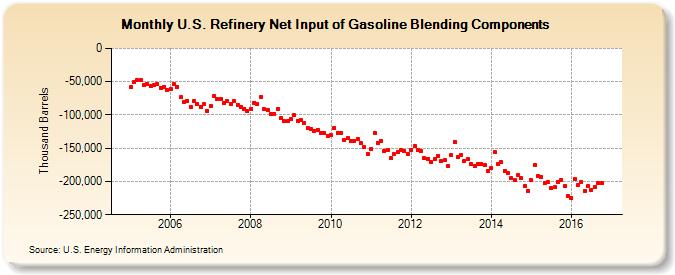 Monthly U.S. Refinery Net Input of Gasoline Blending Components
Thousand Barrels
0
-50,000
-100,000
-150,000
-200,000
-250,000
2006 2008 2010 2012 2014 2016
Source: U.S. Energy Information Administration